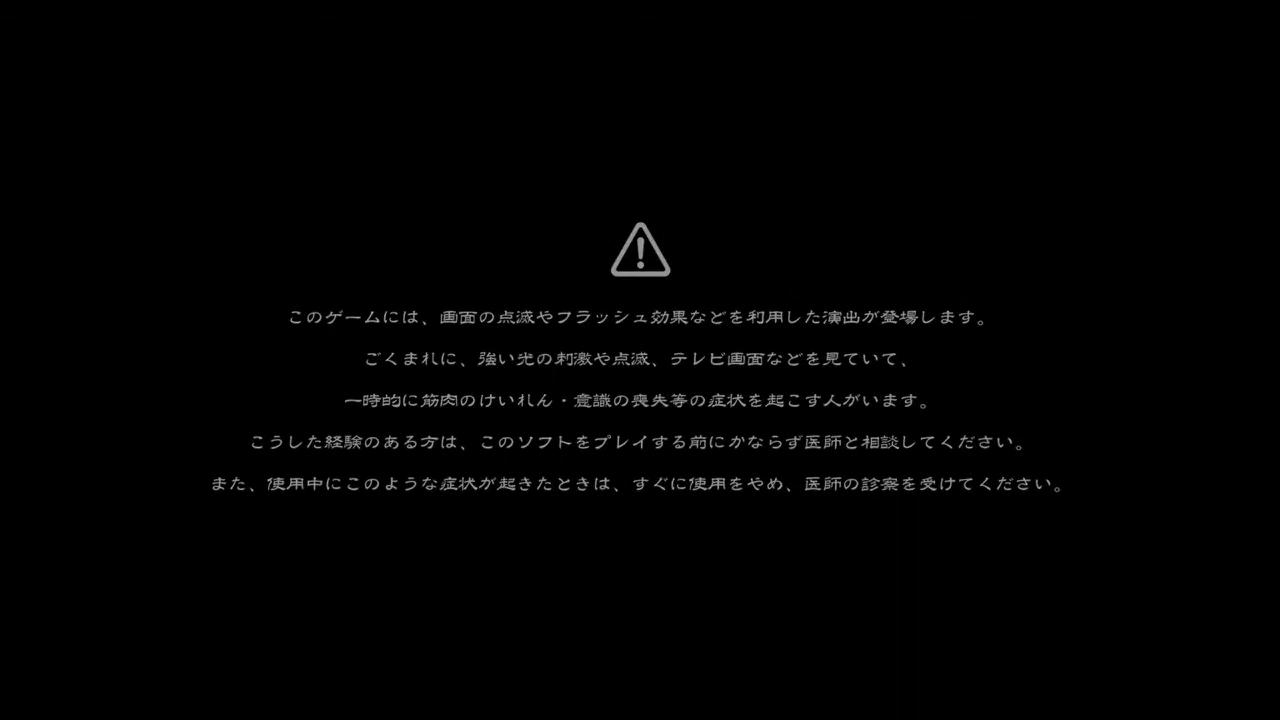 このゲームには、画面の点滅やフラッシュ効果などを利用した演出が登場します。
ごくまれに、強い光の刺激や点滅、テレビ画面などを見ていて、
一時的に筋肉のけいれん・意識の喪失等の症状を起こす人がいます。
こうした経験のある方は、このソフトをプレイする前にかならず医師と相談してください。
また、使用中にこのような症状が起きたときは、すぐに使用をやめ、医師の診察を受けてください。